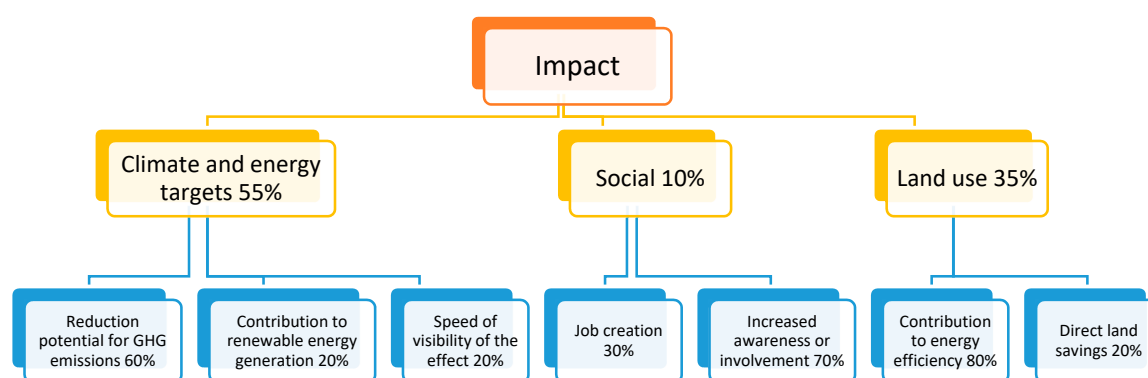 Impact
Climate and energy
targets 55%
Social 10%
Land use 35%
Reduction
potential for GHG
emissions 60%
Contribution to
renewable energy
generation 20%
Speed of
visibility of the
effect 20%
Job creation
30%
Increased
awareness or
involvement 70%
Contribution
to energy
efficiency 80%
Direct land
savings 20%